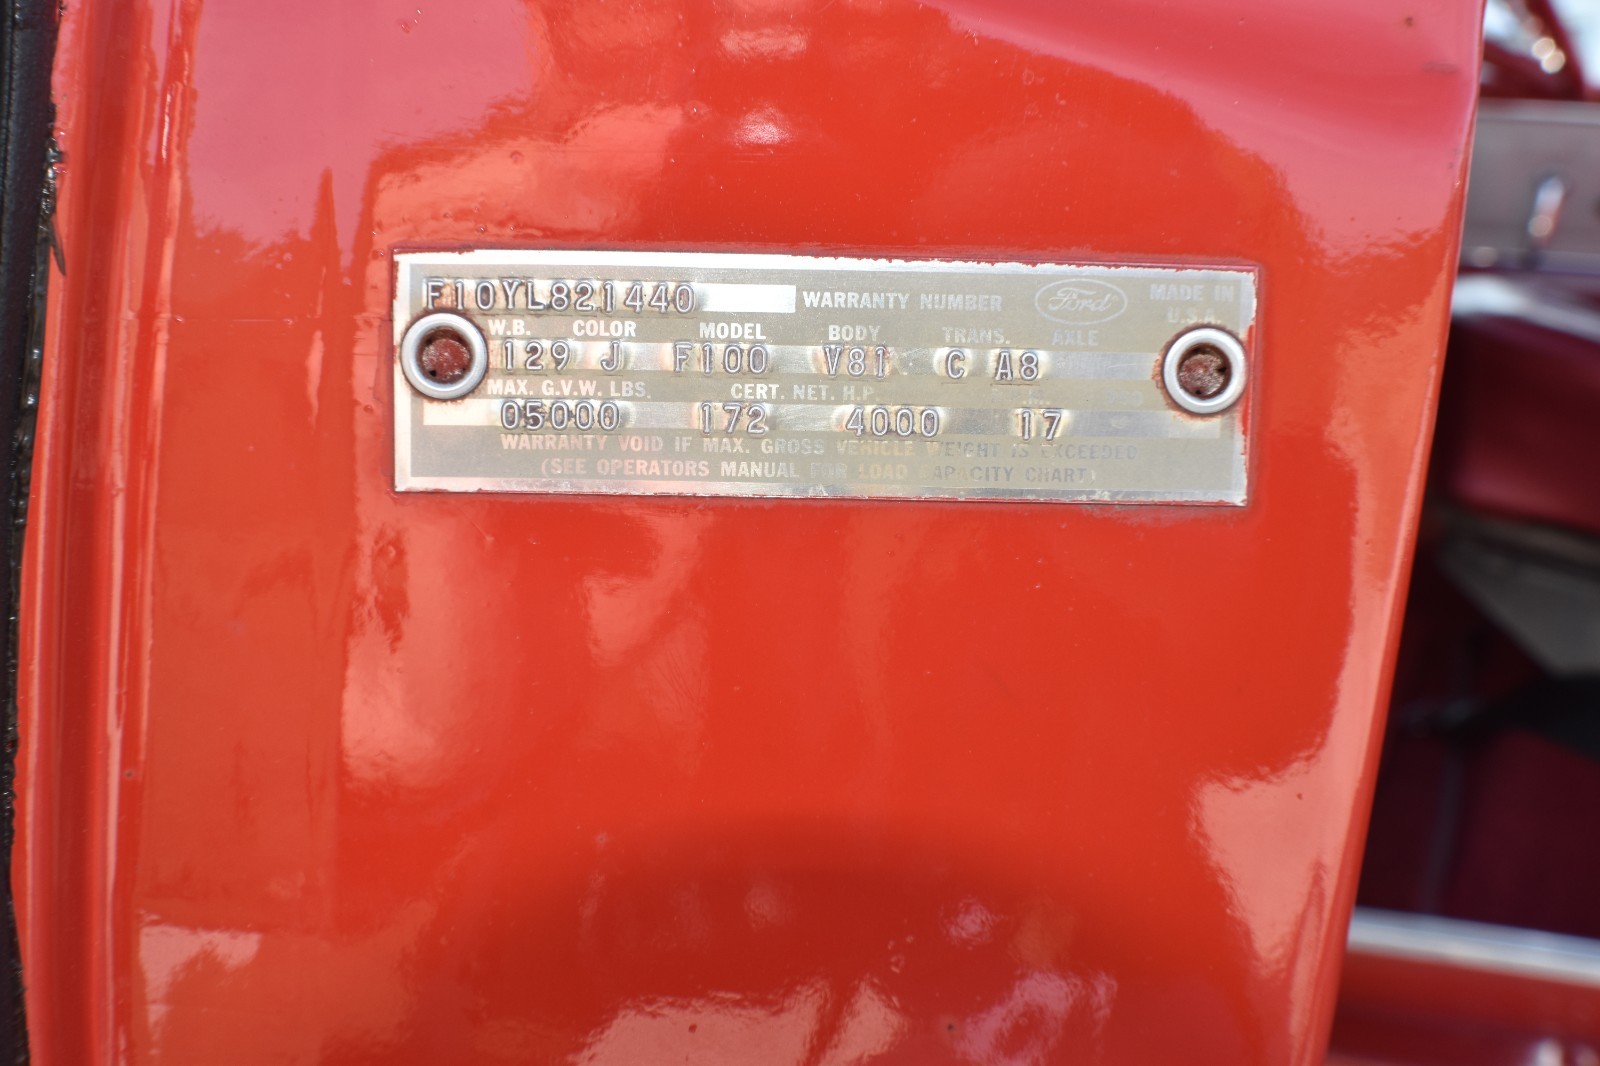 F10YL821440 WARRANTY NUMBER Ford MADE IN U.S.A.
W.B. COLOR MODEL BODY TRANS. AXLE
129 J F100 V81 C A8
MAX. G.V.W. LBS. CERT. NET. H.P.
05000 172 4000 17
WARRANTY VOID IF MAX. GROSS VEHICLE WEIGHT IS EXCEEDED
(SEE OPERATORS MANUAL FOR LOAD CAPACITY CHART)